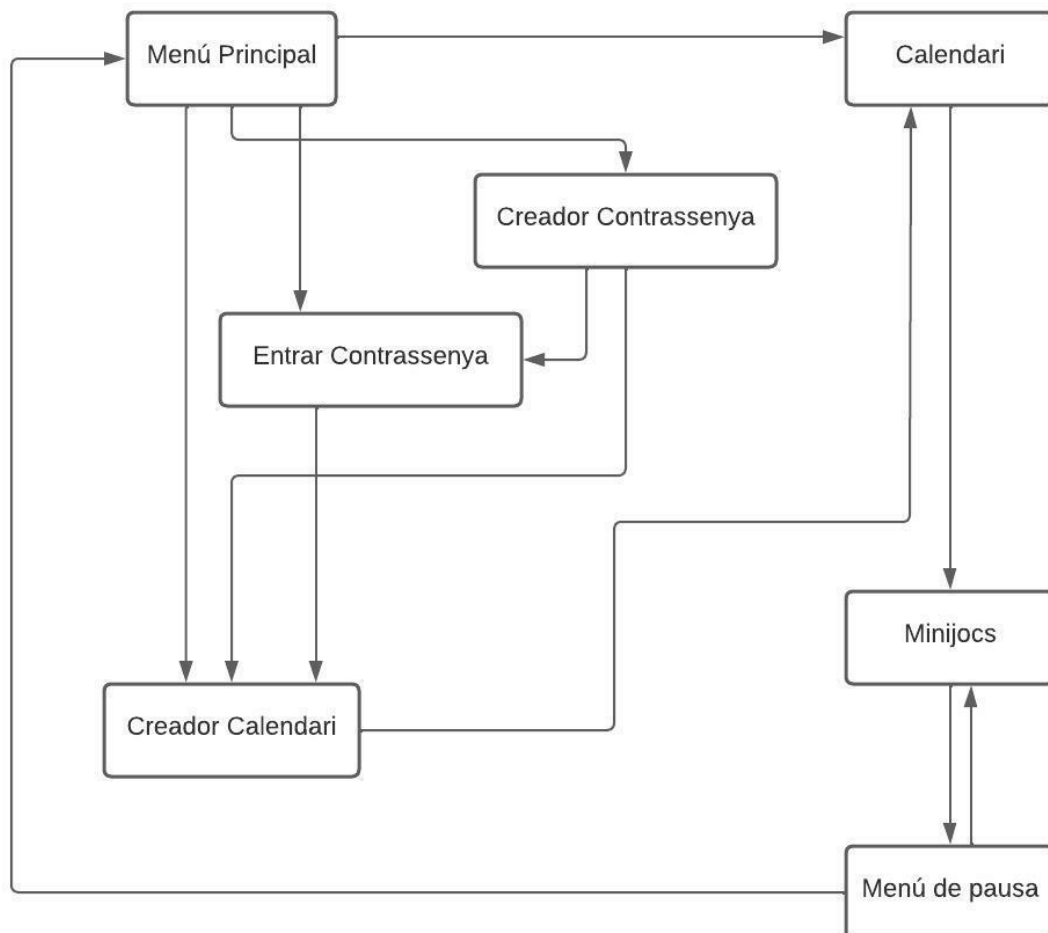 Menú Principal
Calendari
Creador Contrassenya
Entrar Contrassenya
Minijocs
Creador Calendari
Menú de pausa